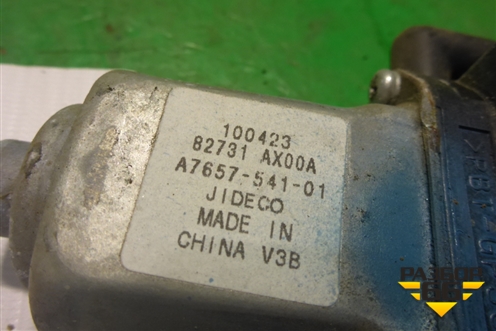 100423
82731 AX00A
A7657-541-01
JIDECO
MADE IN
CHINA V3B